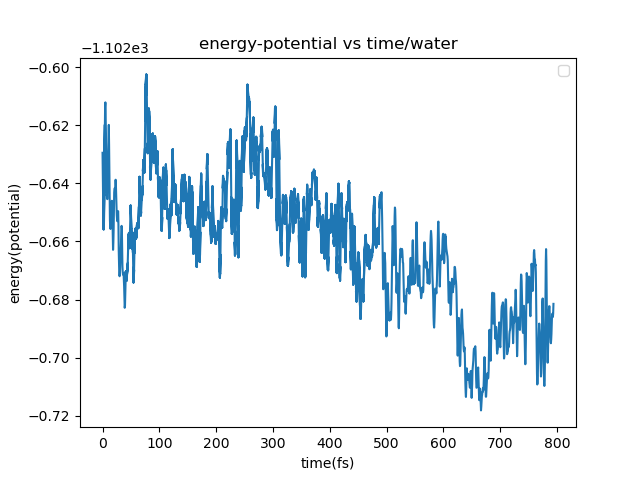 energy-potential vs time/water
−1.102e3
−0.60
−0.62
−0.64
−0.66
−0.68
−0.70
−0.72
energy(potential)
0 100 200 300 400 500 600 700 800
time(fs)